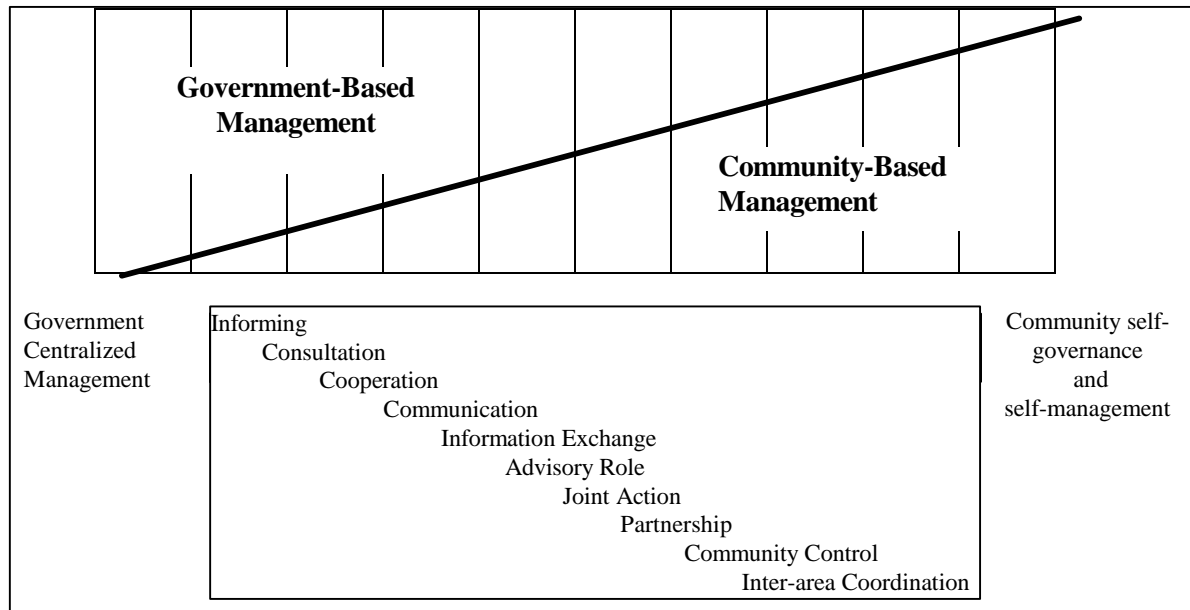 Government-Based
Management
Community-Based
Management
Government
Centralized
Management
Informing
Consultation
Cooperation
Communication
Information Exchange
Advisory Role
Joint Action
Partnership
Community Control
Inter-area Coordination
Community self-
governance
and
self-management